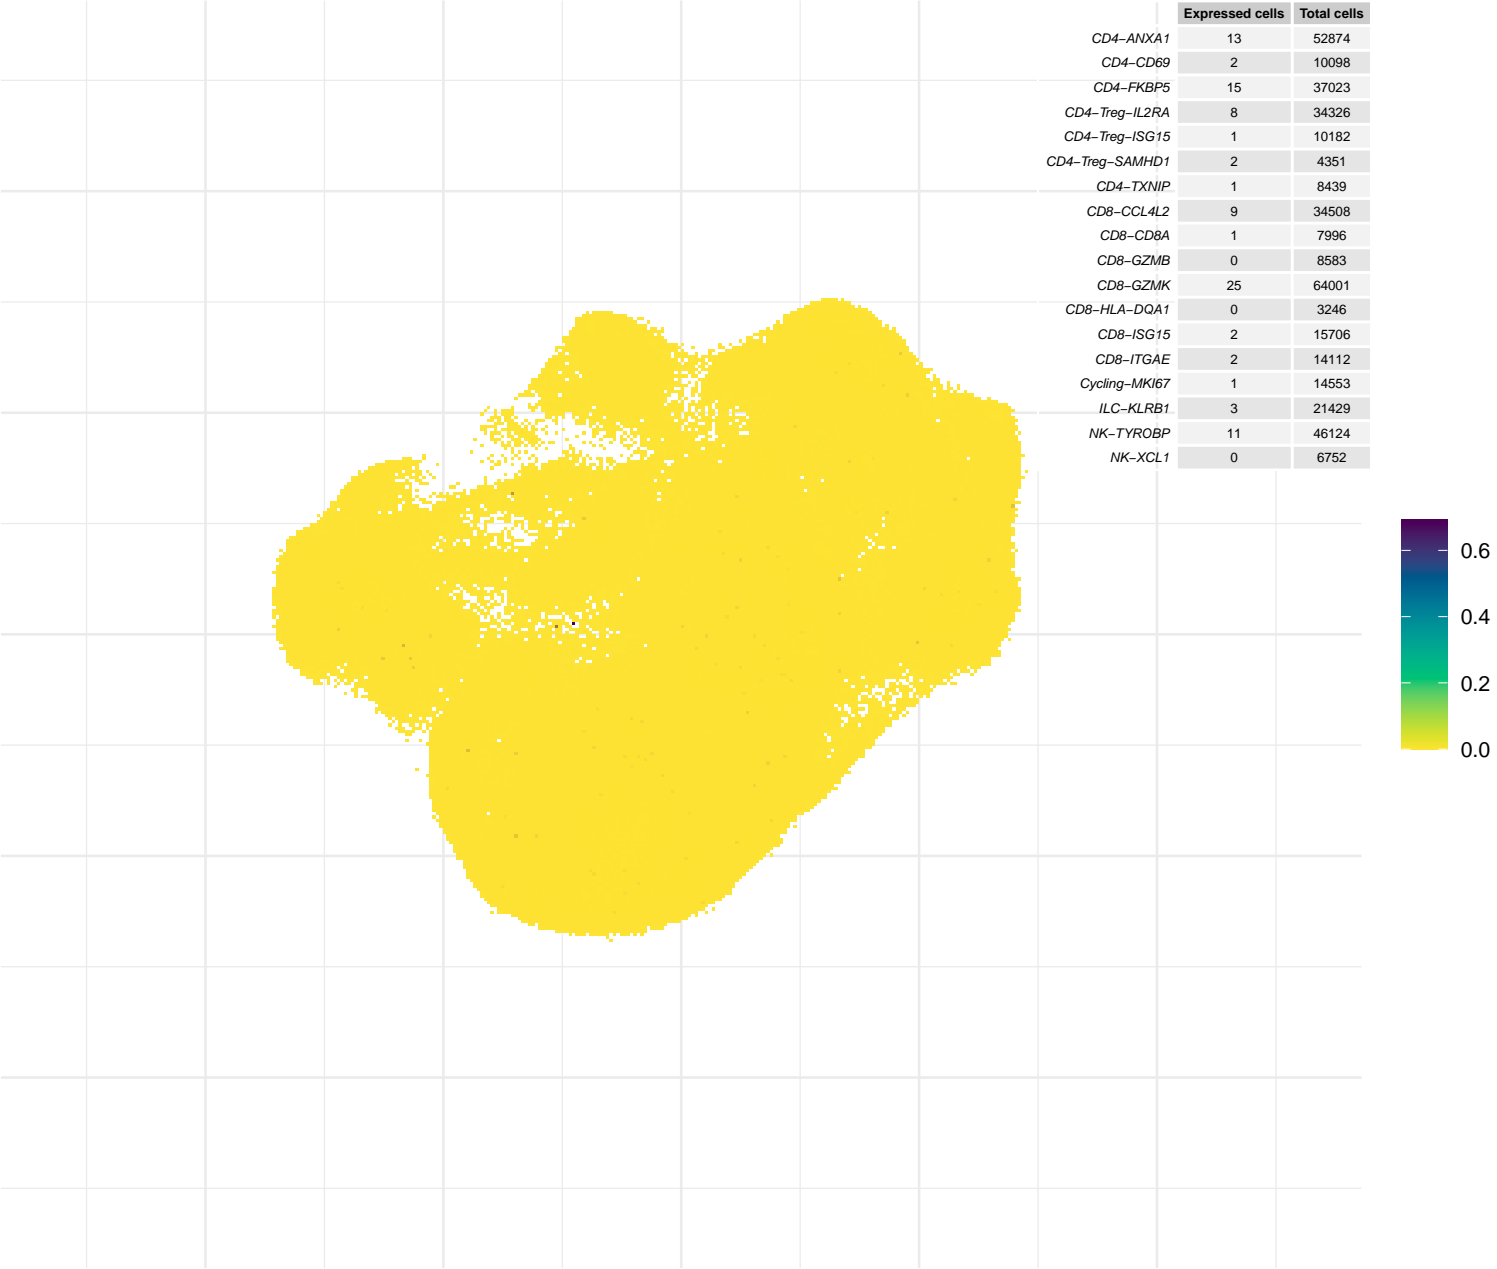 Expressed cells Total cells
CD4−ANXA1 13 52874
CD4−CD69 2 10098
CD4−FKBP5 15 37023
CD4−Treg−IL2RA 8 34326
CD4−Treg−ISG15 1 10182
CD4−Treg−SAMHD1 2 4351
CD4−TXNIP 1 8439
CD8−CCL4L2 9 34508
CD8−CD8A 1 7996
CD8−GZMB 0 8583
CD8−GZMK 25 64001
CD8−HLA−DQA1 0 3246
CD8−ISG15 2 15706
CD8−ITGAE 2 14112
Cycling−MKI67 1 14553
ILC−KLRB1 3 21429
NK−TYROBP 11 46124
NK−XCL1 0 6752
0.6
0.4
0.2
0.0